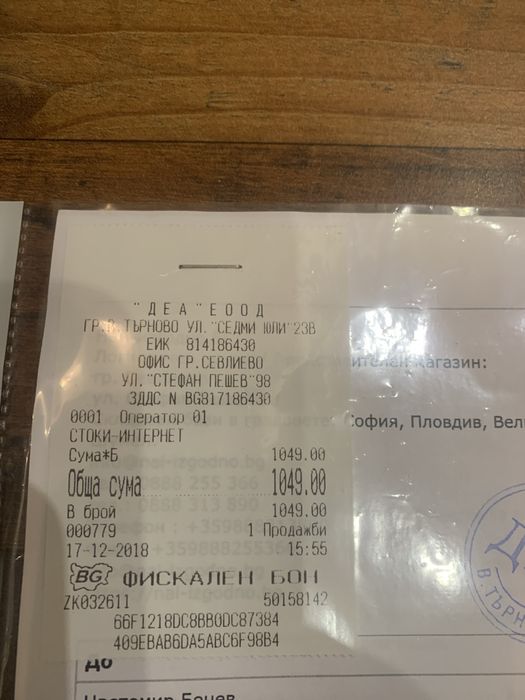 "ДЕА"ЕООД
ГР.В.ТЪРНОВО УЛ."СЕДМИ ЮЛИ"23В
ЕИК 814186430
ОФИС ГР.СЕВЛИЕВО
УЛ."СТЕФАН ПЕШЕВ"98
ЗДДС N BG817186430
0001 Оператор 01
СТОКИ-ИНТЕРНЕТ
Сума*Б 1049.00
Обща сума 1049.00
В брой 1049.00
000779 1 Продажби
17-12-2018 15:55
BG ФИСКАЛЕН БОН
ZK032611 50158142
66F1218DC8BB0DC87384
409EBAB6DA5ABC6F98B4
магазин:
София, Пловдив, Вел
До